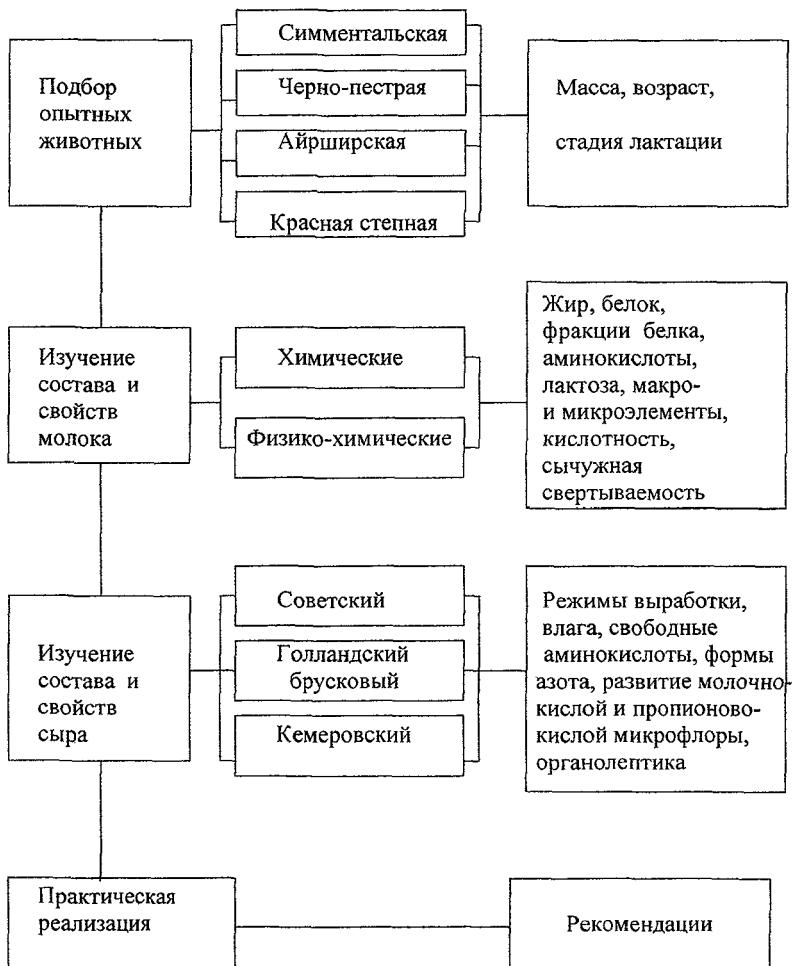 Подбор
опытных
животных
Симментальская
Черно-пестрая
Айрширская
Красная степная
Масса, возраст,
стадия лактации
Изучение
состава и
свойств
молока
Химические
Физико-химические
Жир, белок,
фракции белка,
аминокислоты,
лактоза, макро-
и микроэлементы,
кислотность,
сычужная
свертываемость
Изучение
состава и
свойств
сыра
Советский
Голландский
брусковый
Кемеровский
Режимы выработки,
влага, свободные
аминокислоты, формы
азота, развитие молочно-
кислой и пропионово-
кислой микрофлоры,
органолептика
Практическая
реализация
Рекомендации